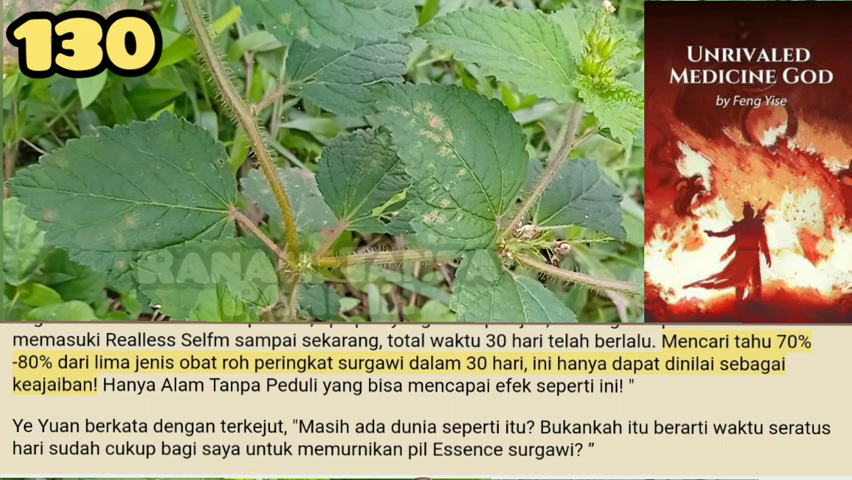 130
UNRIVALED
MEDICINE GOD
by Feng Yise
memasuki Realless Selfm sampai sekarang, total waktu 30 hari telah berlalu. Mencari tahu 70%
-80% dari lima jenis obat roh peringkat surgawi dalam 30 hari, ini hanya dapat dinilai sebagai
keajaiban! Hanya Alam Tanpa Peduli yang bisa mencapai efek seperti ini! "
Ye Yuan berkata dengan terkejut, "Masih ada dunia seperti itu? Bukankah itu berarti waktu seratus
hari sudah cukup bagi saya untuk memurnikan pil Essence surgawi? ”